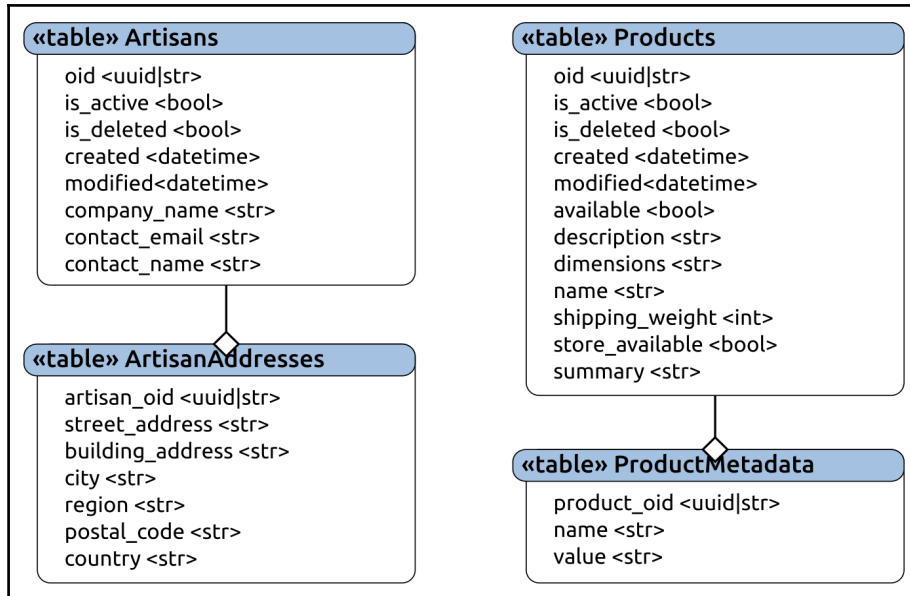 «table» Artisans
oid <uuid|str>
is_active <bool>
is_deleted <bool>
created <datetime>
modified<datetime>
company_name <str>
contact_email <str>
contact_name <str>
«table» ArtisanAddresses
artisan_oid <uuid|str>
street_address <str>
building_address <str>
city <str>
region <str>
postal_code <str>
country <str>
«table» Products
oid <uuid|str>
is_active <bool>
is_deleted <bool>
created <datetime>
modified<datetime>
available <bool>
description <str>
dimensions <str>
name <str>
shipping_weight <int>
store_available <bool>
summary <str>
«table» ProductMetadata
product_oid <uuid|str>
name <str>
value <str>